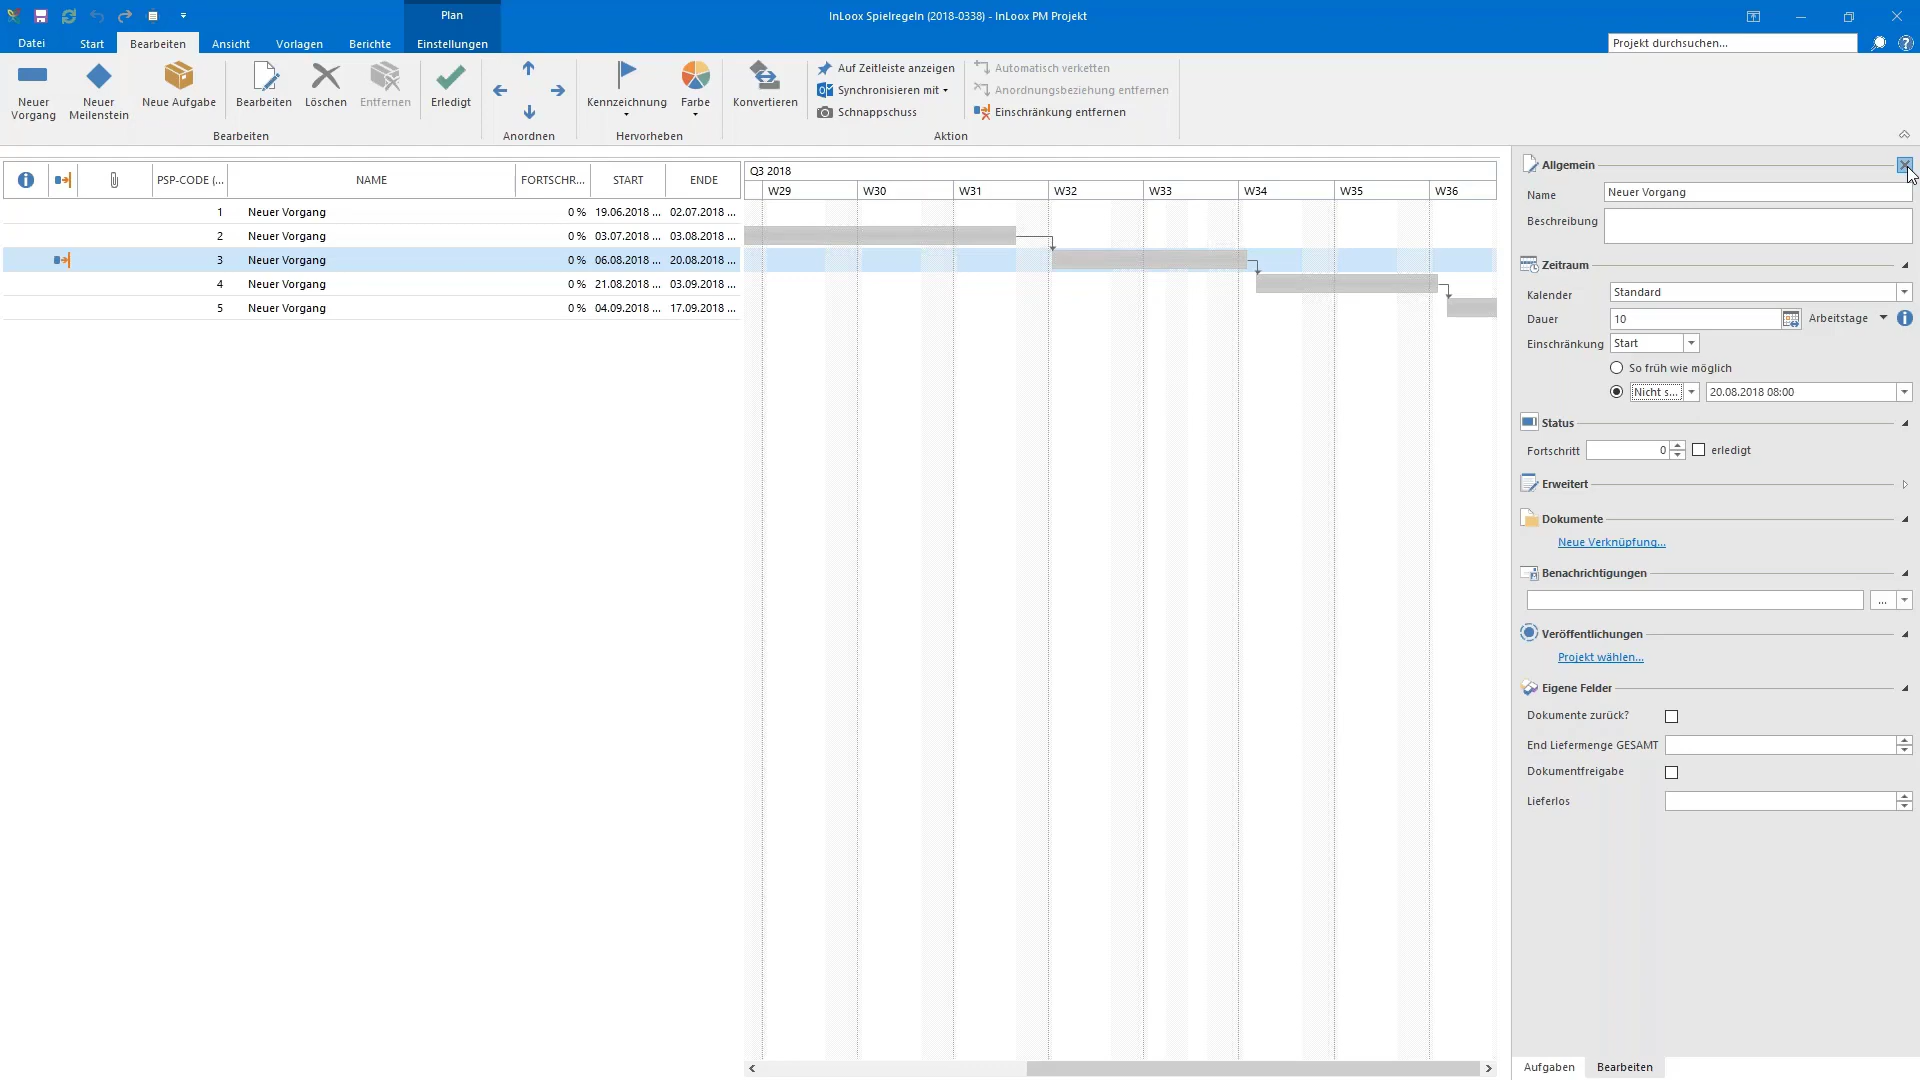 Plan
InLoox Spielregeln (2018-0338) - InLoox PM Projekt
Datei Start Bearbeiten Ansicht Vorlagen Berichte Einstellungen
Projekt durchsuchen...
Neuer Vorgang
Neuer Meilenstein
Neue Aufgabe
Bearbeiten
Löschen
Entfernen
Erledigt
Kennzeichnung
Farbe
Konvertieren
Auf Zeitleiste anzeigen
Synchronisieren mit
Schnappschuss
Automatisch verketten
Anordnungsbeziehung entfernen
Einschränkung entfernen
Bearbeiten Anordnen Hervorheben Aktion
PSP-CODE (... NAME FORTSCHR... START ENDE
1 Neuer Vorgang 0 % 19.06.2018 ... 02.07.2018 ...
2 Neuer Vorgang 0 % 03.07.2018 ... 03.08.2018 ...
3 Neuer Vorgang 0 % 06.08.2018 ... 20.08.2018 ...
4 Neuer Vorgang 0 % 21.08.2018 ... 03.09.2018 ...
5 Neuer Vorgang 0 % 04.09.2018 ... 17.09.2018 ...
Q3 2018
W29 W30 W31 W32 W33 W34 W35 W36
Allgemein
Name Neuer Vorgang
Beschreibung
Zeitraum
Kalender Standard
Dauer 10 Arbeitstage
Einschränkung Start
So früh wie möglich
Nicht s... 20.08.2018 08:00
Status
Fortschritt 0 erledigt
Erweitert
Dokumente
Neue Verknüpfung...
Benachrichtigungen
...
Veröffentlichungen
Projekt wählen...
Eigene Felder
Dokumente zurück?
End Liefermenge GESAMT
Dokumentfreigabe
Lieferlos
Aufgaben Bearbeiten